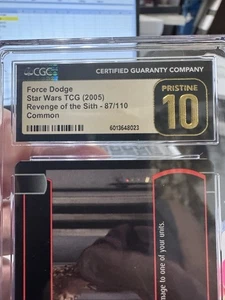 CGC
CERTIFIED GUARANTY COMPANY
Force Dodge
Star Wars TCG (2005)
Revenge of the Sith - 87/110
Common
6013648023
PRISTINE
10
mage to one of your units.